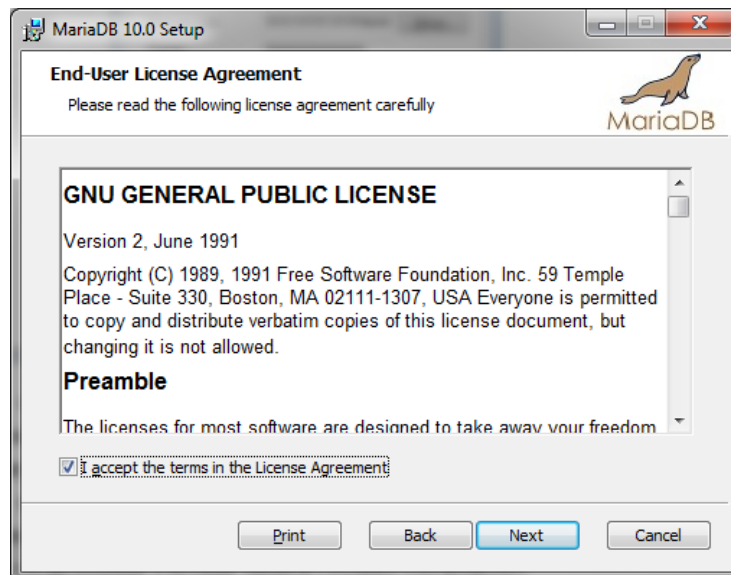 MariaDB 10.0 Setup
End-User License Agreement
Please read the following license agreement carefully
MariaDB
GNU GENERAL PUBLIC LICENSE
Version 2, June 1991
Copyright (C) 1989, 1991 Free Software Foundation, Inc. 59 Temple
Place - Suite 330, Boston, MA 02111-1307, USA Everyone is permitted
to copy and distribute verbatim copies of this license document, but
changing it is not allowed.
Preamble
The licenses for most software are designed to take away your freedom
I accept the terms in the License Agreement
Print
Back
Next
Cancel